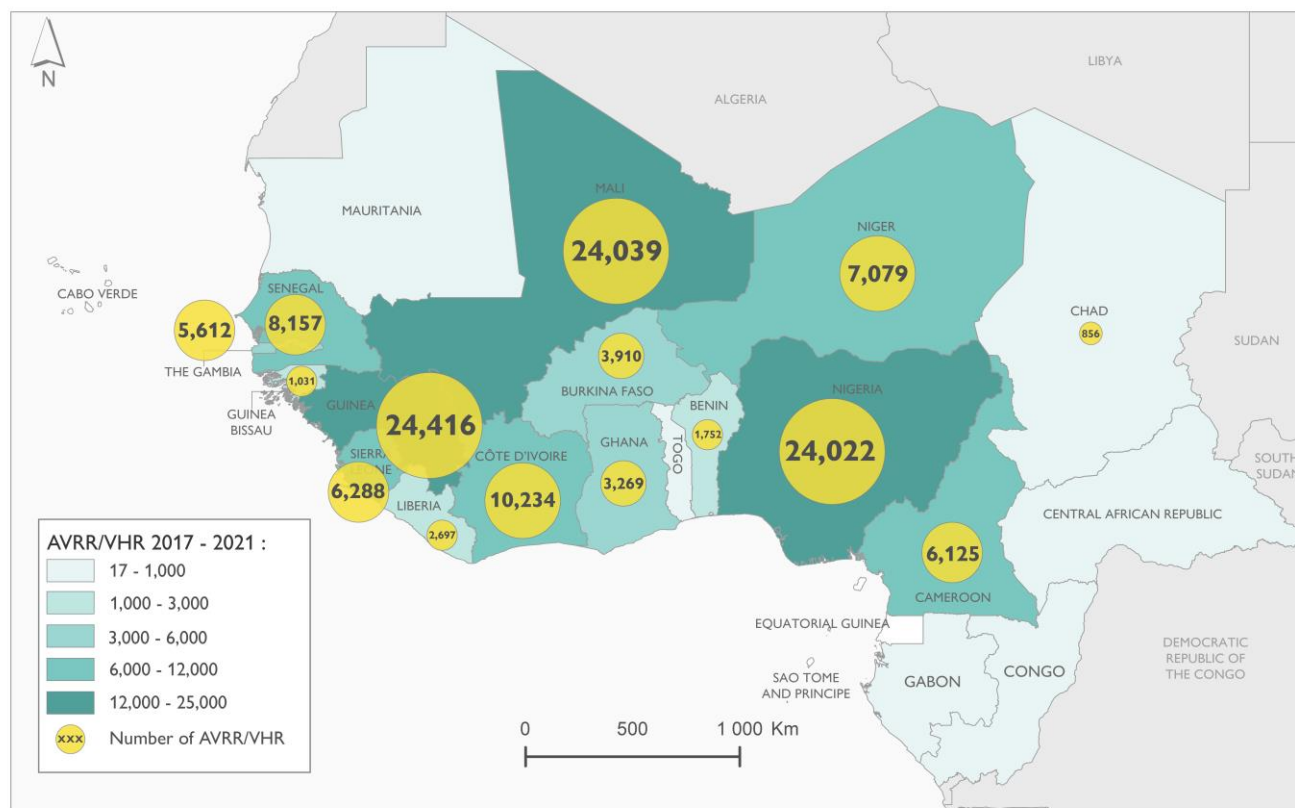 N
LIBYA
ALGERIA
MALI
MAURITANIA
24,039
NIGER
7,079
CABO VERDE
SENEGAL
8,157
5,612
THE GAMBIA
CHAD
856
SUDAN
1,031
GUINEA
BISSAU
GUINEA
24,416
3,910
BURKINA FASO
BENIN
1,752
NIGERIA
24,022
GHANA
3,269
TOGO
CÔTE D'IVOIRE
10,234
SIERRA
LEONE
6,288
LIBERIA
2,697
SOUTH
SUDAN
CENTRAL AFRICAN REPUBLIC
6,125
CAMEROON
EQUATORIAL GUINEA
SAO TOME
AND PRINCIPE
GABON
CONGO
DEMOCRATIC
REPUBLIC OF
THE CONGO
AVRR/VHR 2017 - 2021 :
17 - 1,000
1,000 - 3,000
3,000 - 6,000
6,000 - 12,000
12,000 - 25,000
xxx Number of AVRR/VHR
0 500 1 000 Km